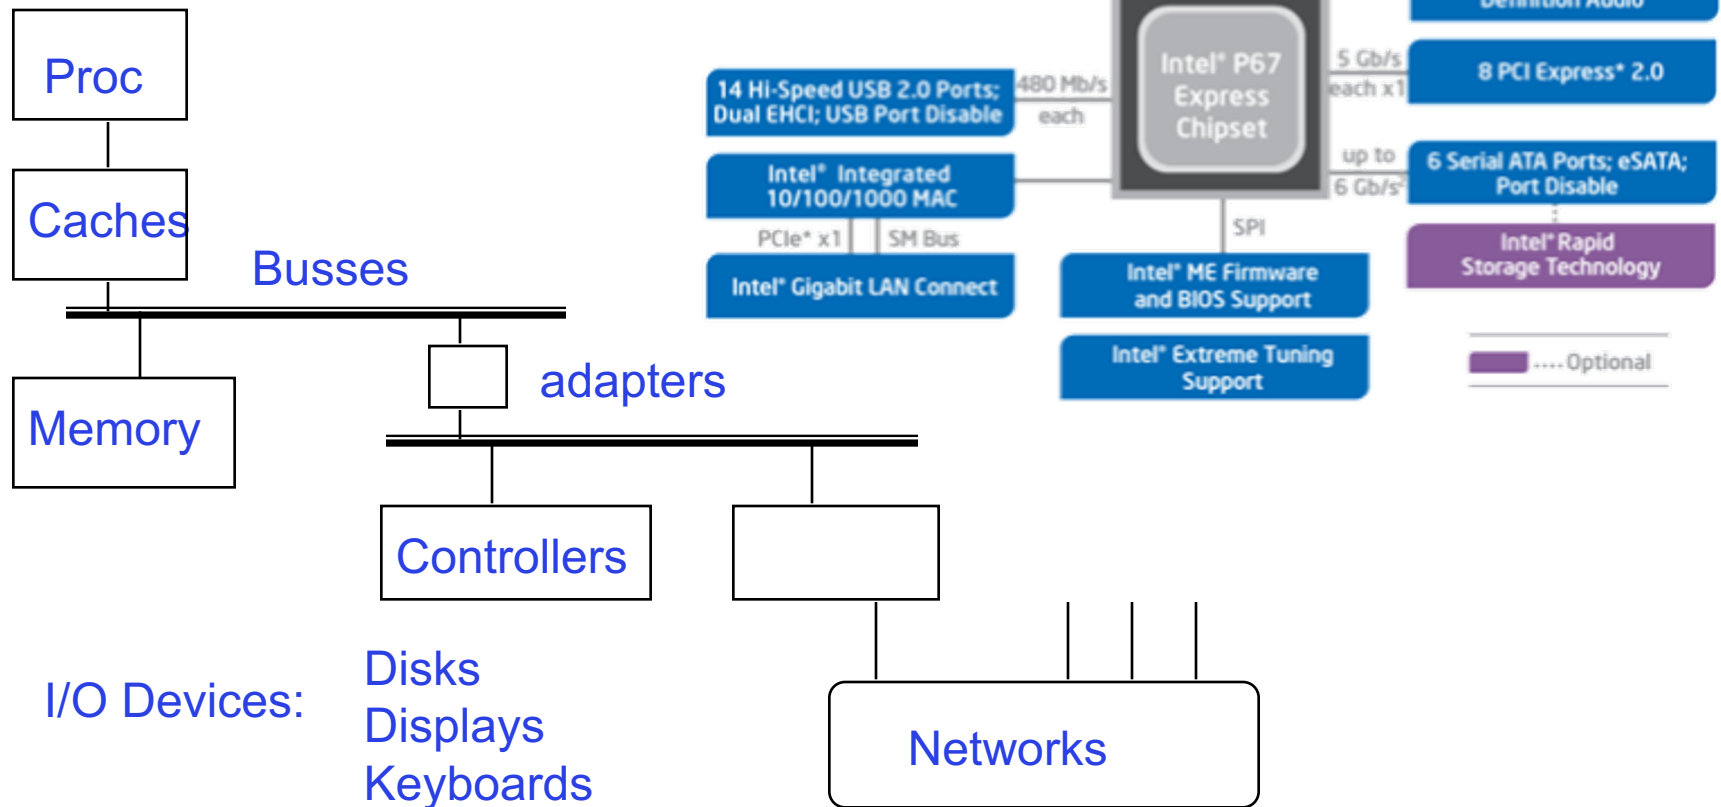 Proc
Caches
Busses
Memory
adapters
Controllers
I/O Devices:
Disks
Displays
Keyboards
Networks
Definition Audio
Intel® P67
Express
Chipset
14 Hi-Speed USB 2.0 Ports;
Dual EHCI; USB Port Disable
480 Mb/s
each
5 Gb/s
each x1
8 PCI Express* 2.0
Intel® Integrated
10/100/1000 MAC
up to
6 Gb/s²
6 Serial ATA Ports; eSATA;
Port Disable
PCIe* x1
SM Bus
SPI
Intel® Rapid
Storage Technology
Intel® Gigabit LAN Connect
Intel® ME Firmware
and BIOS Support
Intel® Extreme Tuning
Support
....Optional